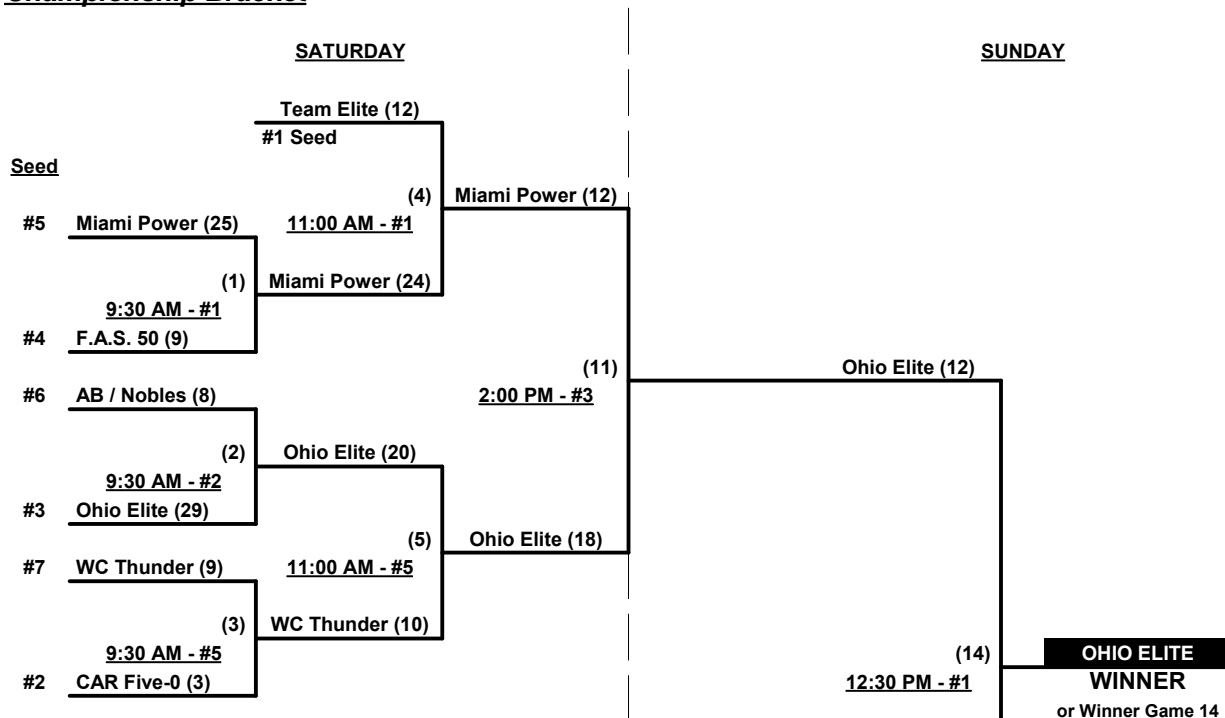 Championship Bracket
SATURDAY
SUNDAY
Team Elite (12)
#1 Seed
Seed
(4)
Miami Power (12)
#5
Miami Power (25)
11:00 AM - #1
(1)
Miami Power (24)
9:30 AM - #1
#4
F.A.S. 50 (9)
(11)
Ohio Elite (12)
#6
AB / Nobles (8)
2:00 PM - #3
(2)
Ohio Elite (20)
9:30 AM - #2
#3
Ohio Elite (29)
(5)
Ohio Elite (18)
#7
WC Thunder (9)
11:00 AM - #5
(3)
WC Thunder (10)
9:30 AM - #5
(14)
OHIO ELITE
#2
CAR Five-0 (3)
12:30 PM - #1
WINNER
or Winner Game 14